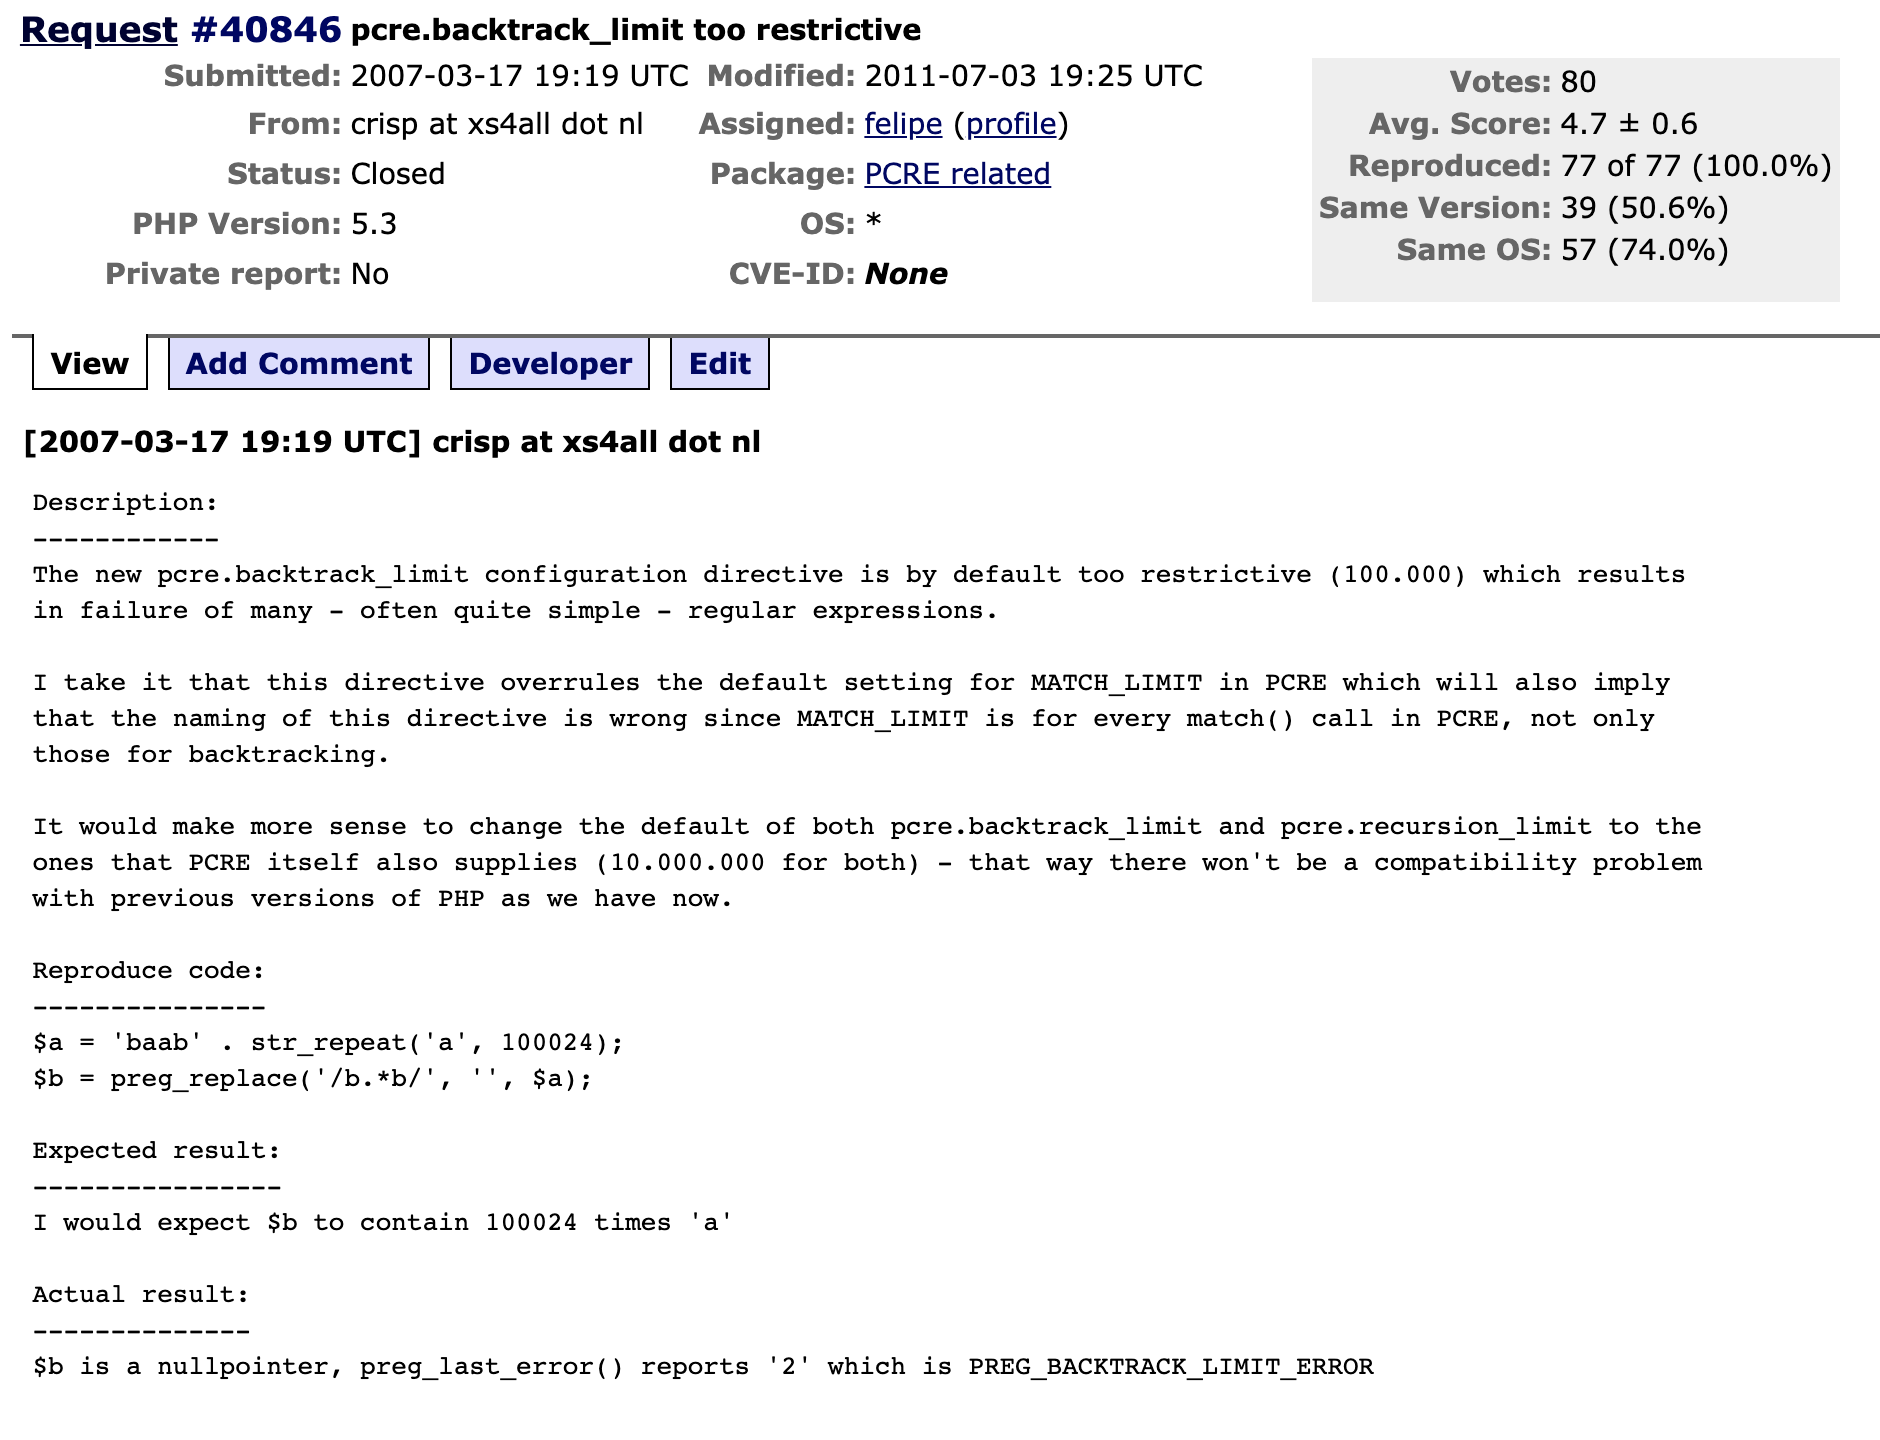 Request #40846 pcre.backtrack_limit too restrictive
Submitted: 2007-03-17 19:19 UTC Modified: 2011-07-03 19:25 UTC
From: crisp at xs4all dot nl Assigned: felipe (profile)
Status: Closed Package: PCRE related
PHP Version: 5.3 OS: *
Private report: No CVE-ID: None
Votes: 80
Avg. Score: 4.7 ± 0.6
Reproduced: 77 of 77 (100.0%)
Same Version: 39 (50.6%)
Same OS: 57 (74.0%)
View Add Comment Developer Edit
[2007-03-17 19:19 UTC] crisp at xs4all dot nl
Description:
------------
The new pcre.backtrack_limit configuration directive is by default too restrictive (100.000) which results
in failure of many - often quite simple - regular expressions.
I take it that this directive overrules the default setting for MATCH_LIMIT in PCRE which will also imply
that the naming of this directive is wrong since MATCH_LIMIT is for every match() call in PCRE, not only
those for backtracking.
It would make more sense to change the default of both pcre.backtrack_limit and pcre.recursion_limit to the
ones that PCRE itself also supplies (10.000.000 for both) - that way there won't be a compatibility problem
with previous versions of PHP as we have now.
Reproduce code:
---------------
$a = 'baab' . str_repeat('a', 100024);
$b = preg_replace('/b.*b/', '', $a);
Expected result:
----------------
I would expect $b to contain 100024 times 'a'
Actual result:
--------------
$b is a nullpointer, preg_last_error() reports '2' which is PREG_BACKTRACK_LIMIT_ERROR